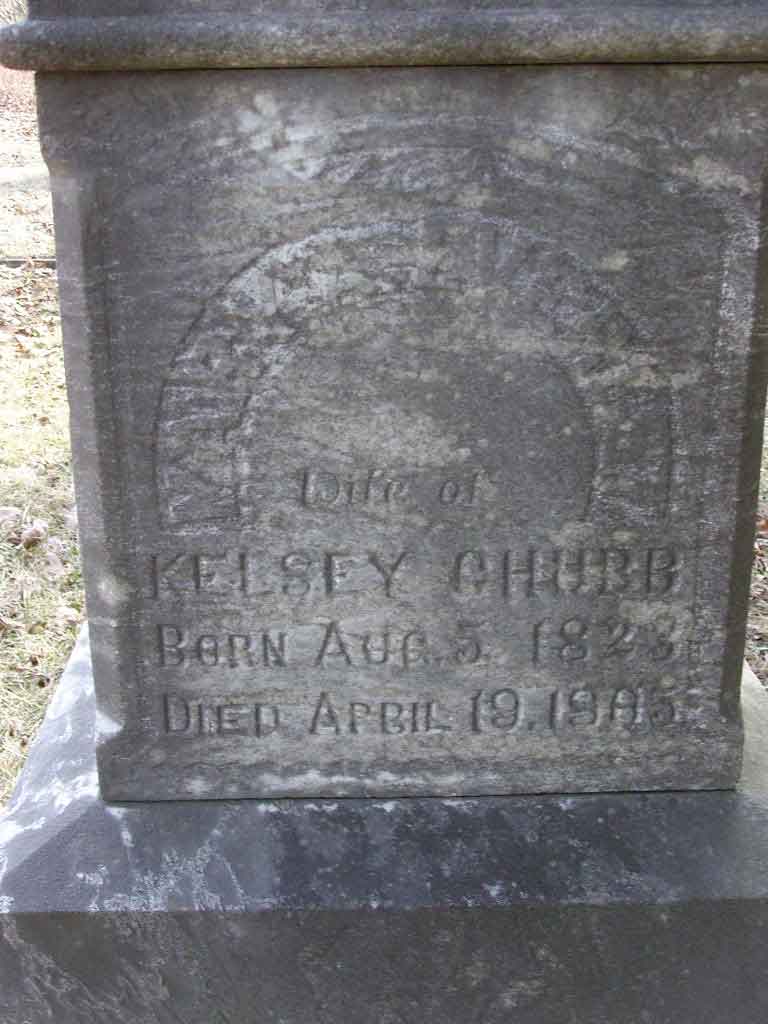 Wife of
KELSEY CHUBB
BORN AUG. 5. 1823
DIED APRIL 19. 1905